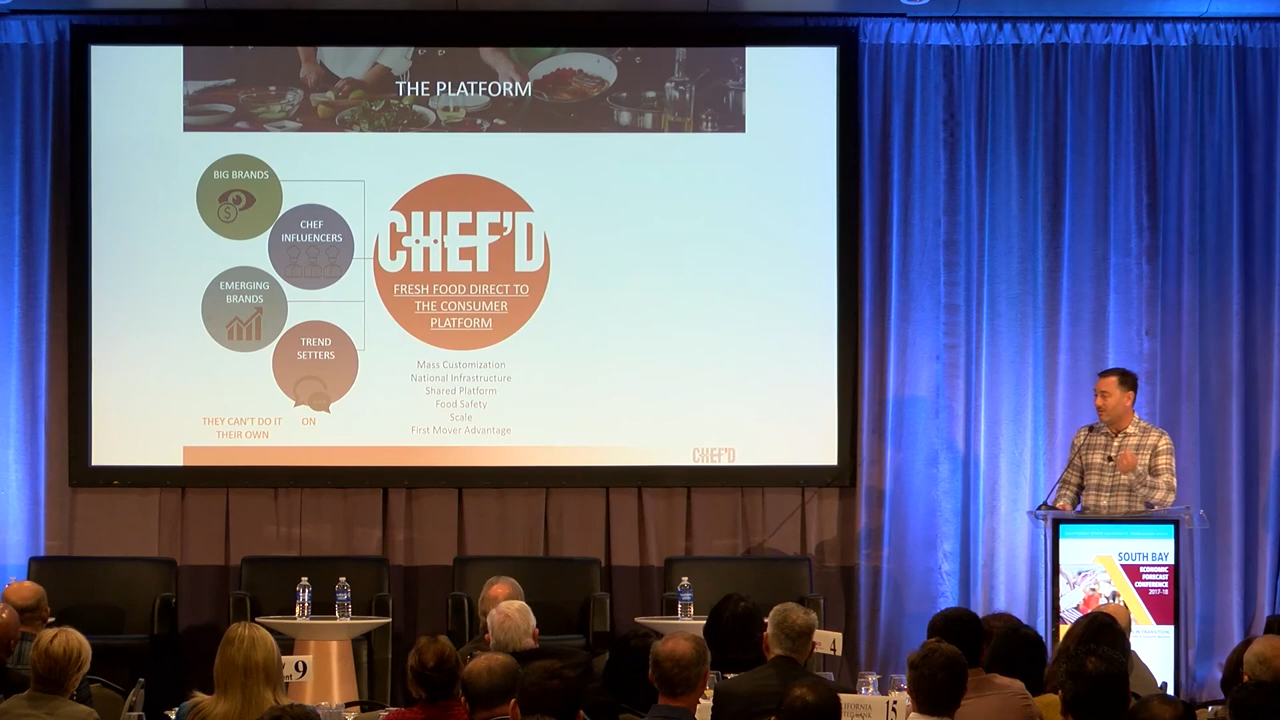 THE PLATFORM
BIG BRANDS
CHEF
INFLUENCERS
EMERGING
BRANDS
TREND
SETTERS
THEY CAN'T DO IT ON
THEIR OWN
CHEF'D
FRESH FOOD DIRECT TO
THE CONSUMER
PLATFORM
Mass Customization
National Infrastructure
Shared Platform
Food Safety
Scale
First Mover Advantage
CHEF'D
SOUTH BAY
ECONOMIC
FORECAST
CONFERENCE
2017-18
IN TRANSITION
9
4
15